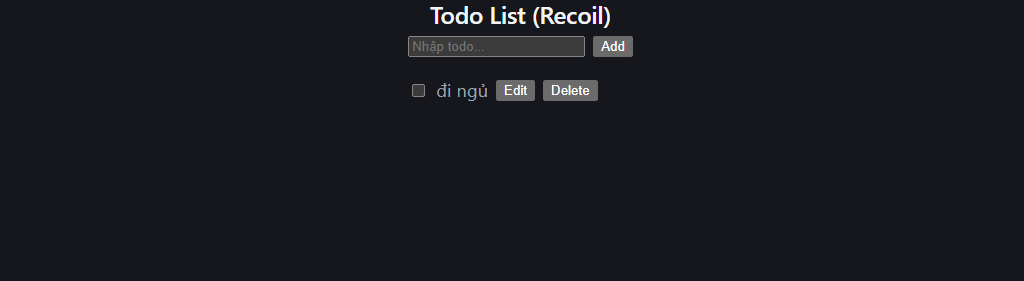 Todo List (Recoil)
Nhập todo... Add
đi ngủ Edit Delete